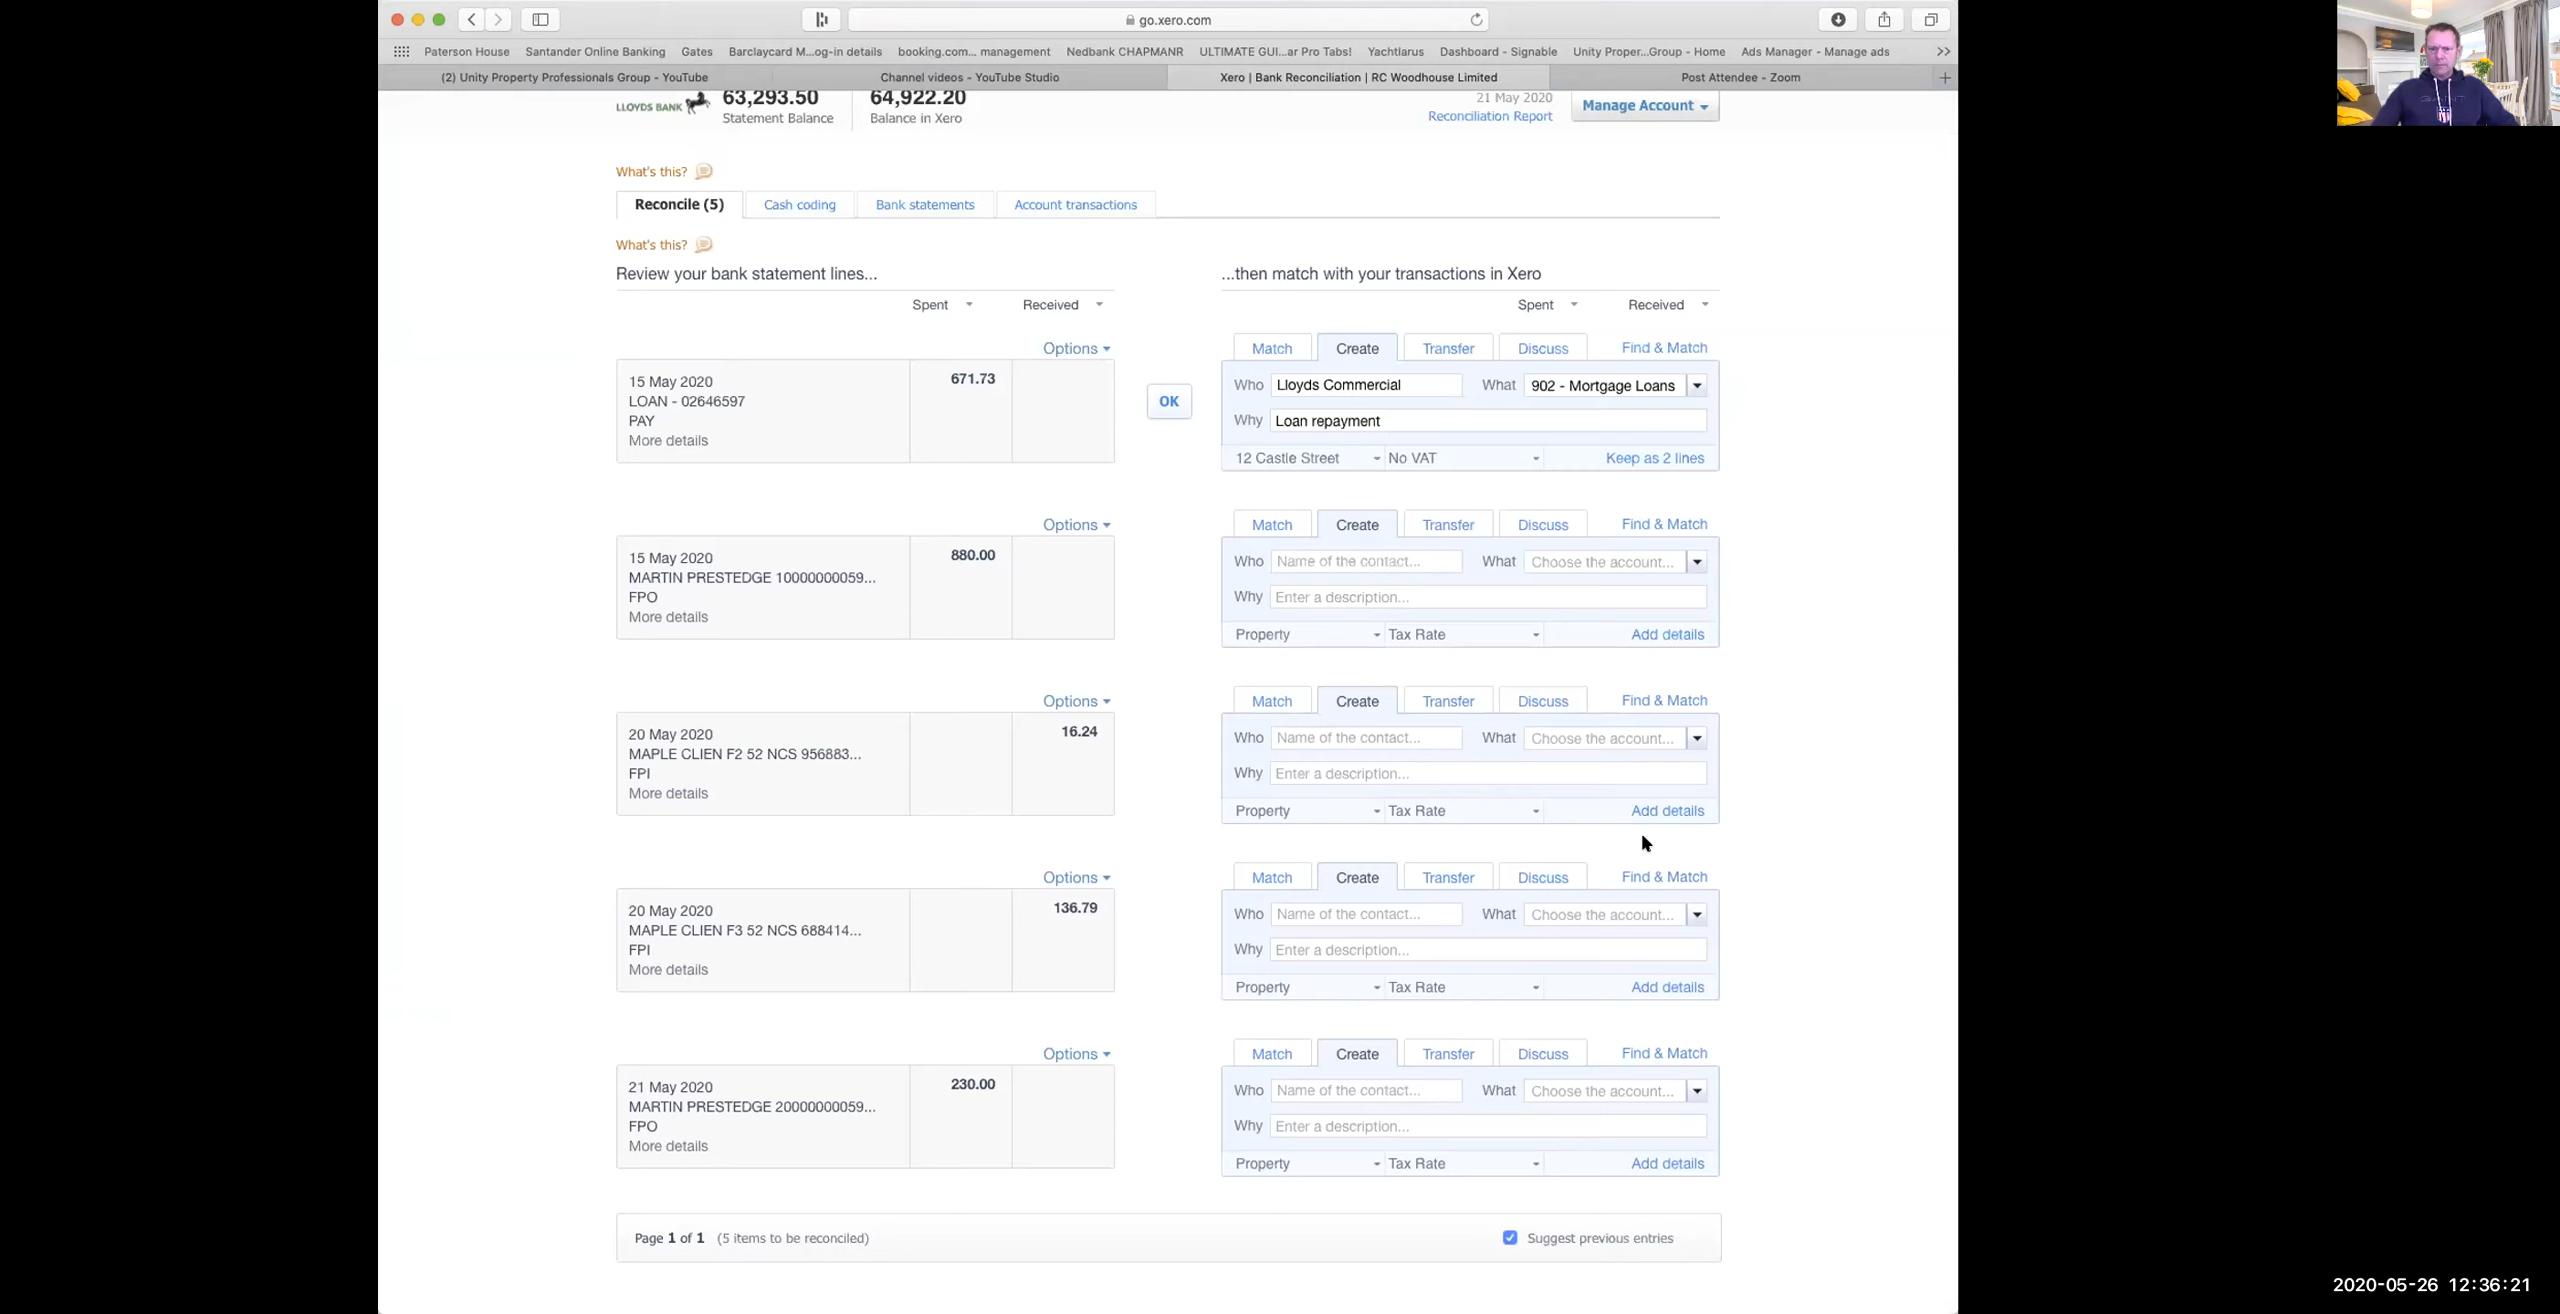 go.xero.com
Paterson House Santander Online Banking Gates Barclaycard M...og-in details booking.com... management Nedbank CHAPMANR ULTIMATE GUI...ar Pro Tabs! Yachtlarus Dashboard - Signable Unity Proper...Group - Home Ads Manager - Manage ads
(2) Unity Property Professionals Group - YouTube Channel videos - YouTube Studio Xero | Bank Reconciliation | RC Woodhouse Limited Post Attendee - Zoom
LLOYDS BANK 63,293.50 64,922.20 21 May 2020 Manage Account
Statement Balance Balance in Xero Reconciliation Report
What's this?
Reconcile (5) Cash coding Bank statements Account transactions
What's this?
Review your bank statement lines... ...then match with your transactions in Xero
Spent Received Spent Received
Options Match Create Transfer Discuss Find & Match
15 May 2020 671.73 Who Lloyds Commercial What 902 - Mortgage Loans
LOAN - 02646597 OK
PAY Why Loan repayment
More details
12 Castle Street No VAT Keep as 2 lines
Options Match Create Transfer Discuss Find & Match
15 May 2020 880.00 Who Name of the contact... What Choose the account...
MARTIN PRESTEDGE 10000000059...
FPO Why Enter a description...
More details
Property Tax Rate Add details
Options Match Create Transfer Discuss Find & Match
20 May 2020 16.24 Who Name of the contact... What Choose the account...
MAPLE CLIEN F2 52 NCS 956883...
FPI Why Enter a description...
More details
Property Tax Rate Add details
Options Match Create Transfer Discuss Find & Match
20 May 2020 136.79 Who Name of the contact... What Choose the account...
MAPLE CLIEN F3 52 NCS 688414...
FPI Why Enter a description...
More details
Property Tax Rate Add details
Options Match Create Transfer Discuss Find & Match
21 May 2020 230.00 Who Name of the contact... What Choose the account...
MARTIN PRESTEDGE 20000000059...
FPO Why Enter a description...
More details
Property Tax Rate Add details
Page 1 of 1 (5 items to be reconciled) Suggest previous entries
2020-05-26 12:36:21